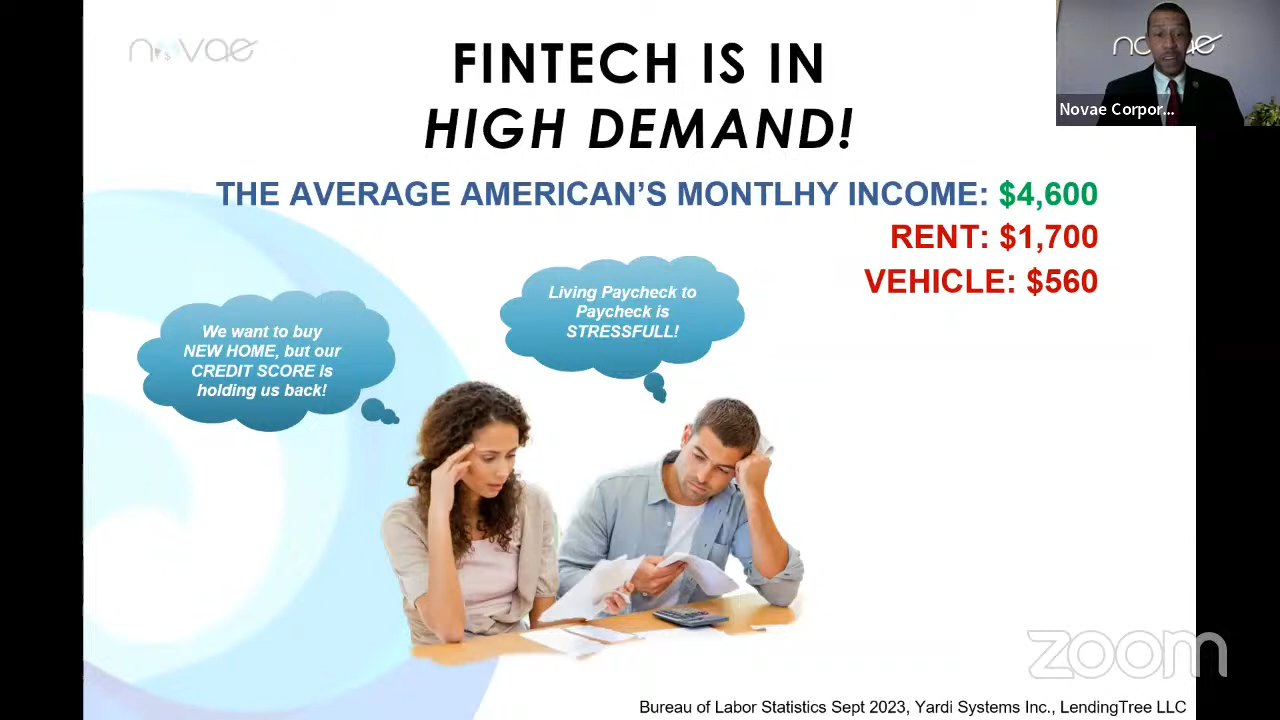 novae
FINTECH IS IN
HIGH DEMAND!
novae
Novae Corpor...
THE AVERAGE AMERICAN’S MONTLHY INCOME: $4,600
RENT: $1,700
VEHICLE: $560
Living Paycheck to
Paycheck is
STRESSFULL!
We want to buy
NEW HOME, but our
CREDIT SCORE is
holding us back!
zoom
Bureau of Labor Statistics Sept 2023, Yardi Systems Inc., LendingTree LLC